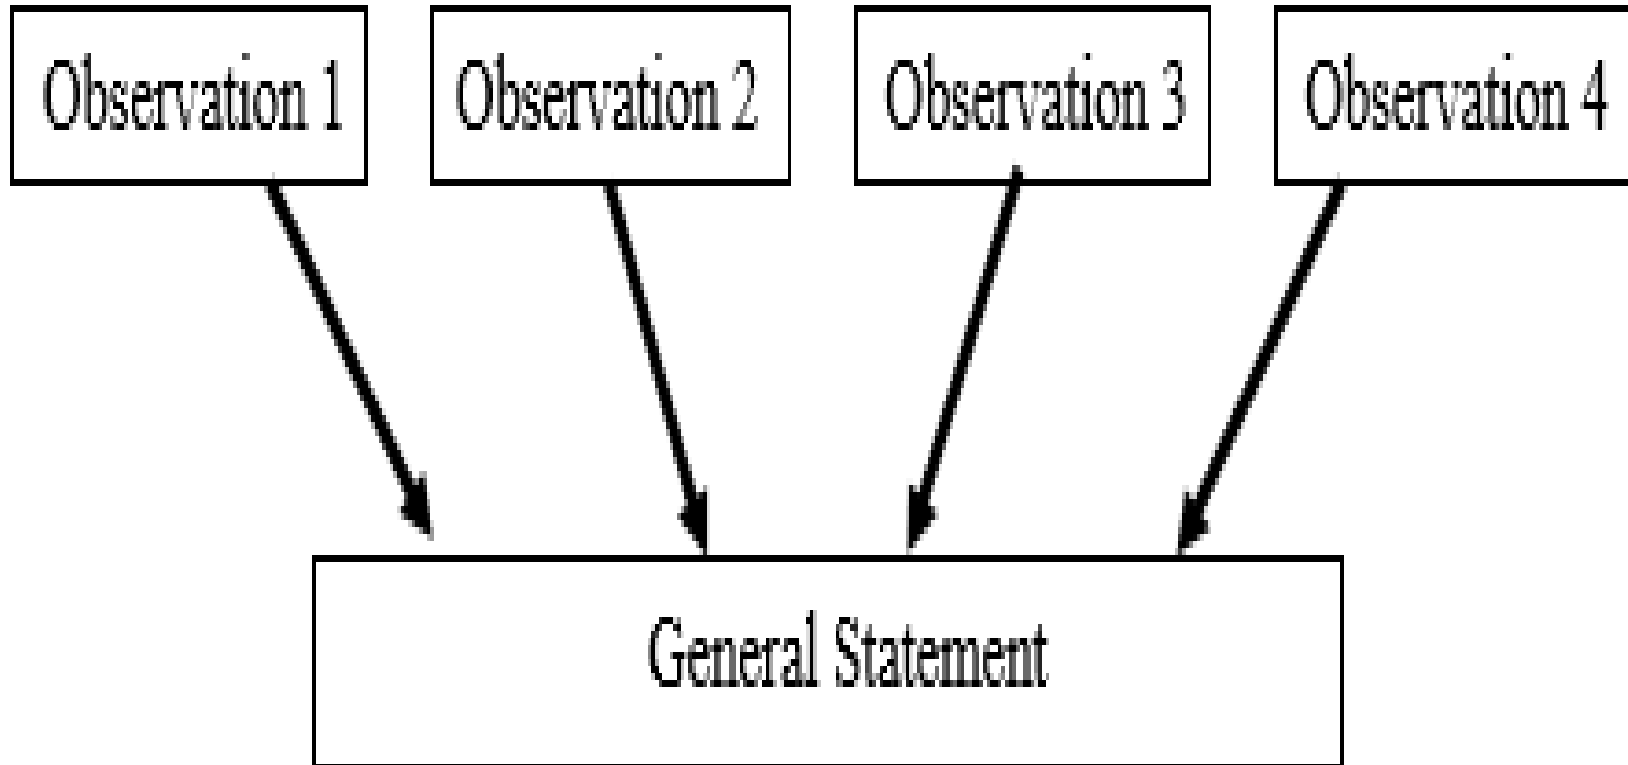 Observation 1
Observation 2
Observation 3
Observation 4
General Statement